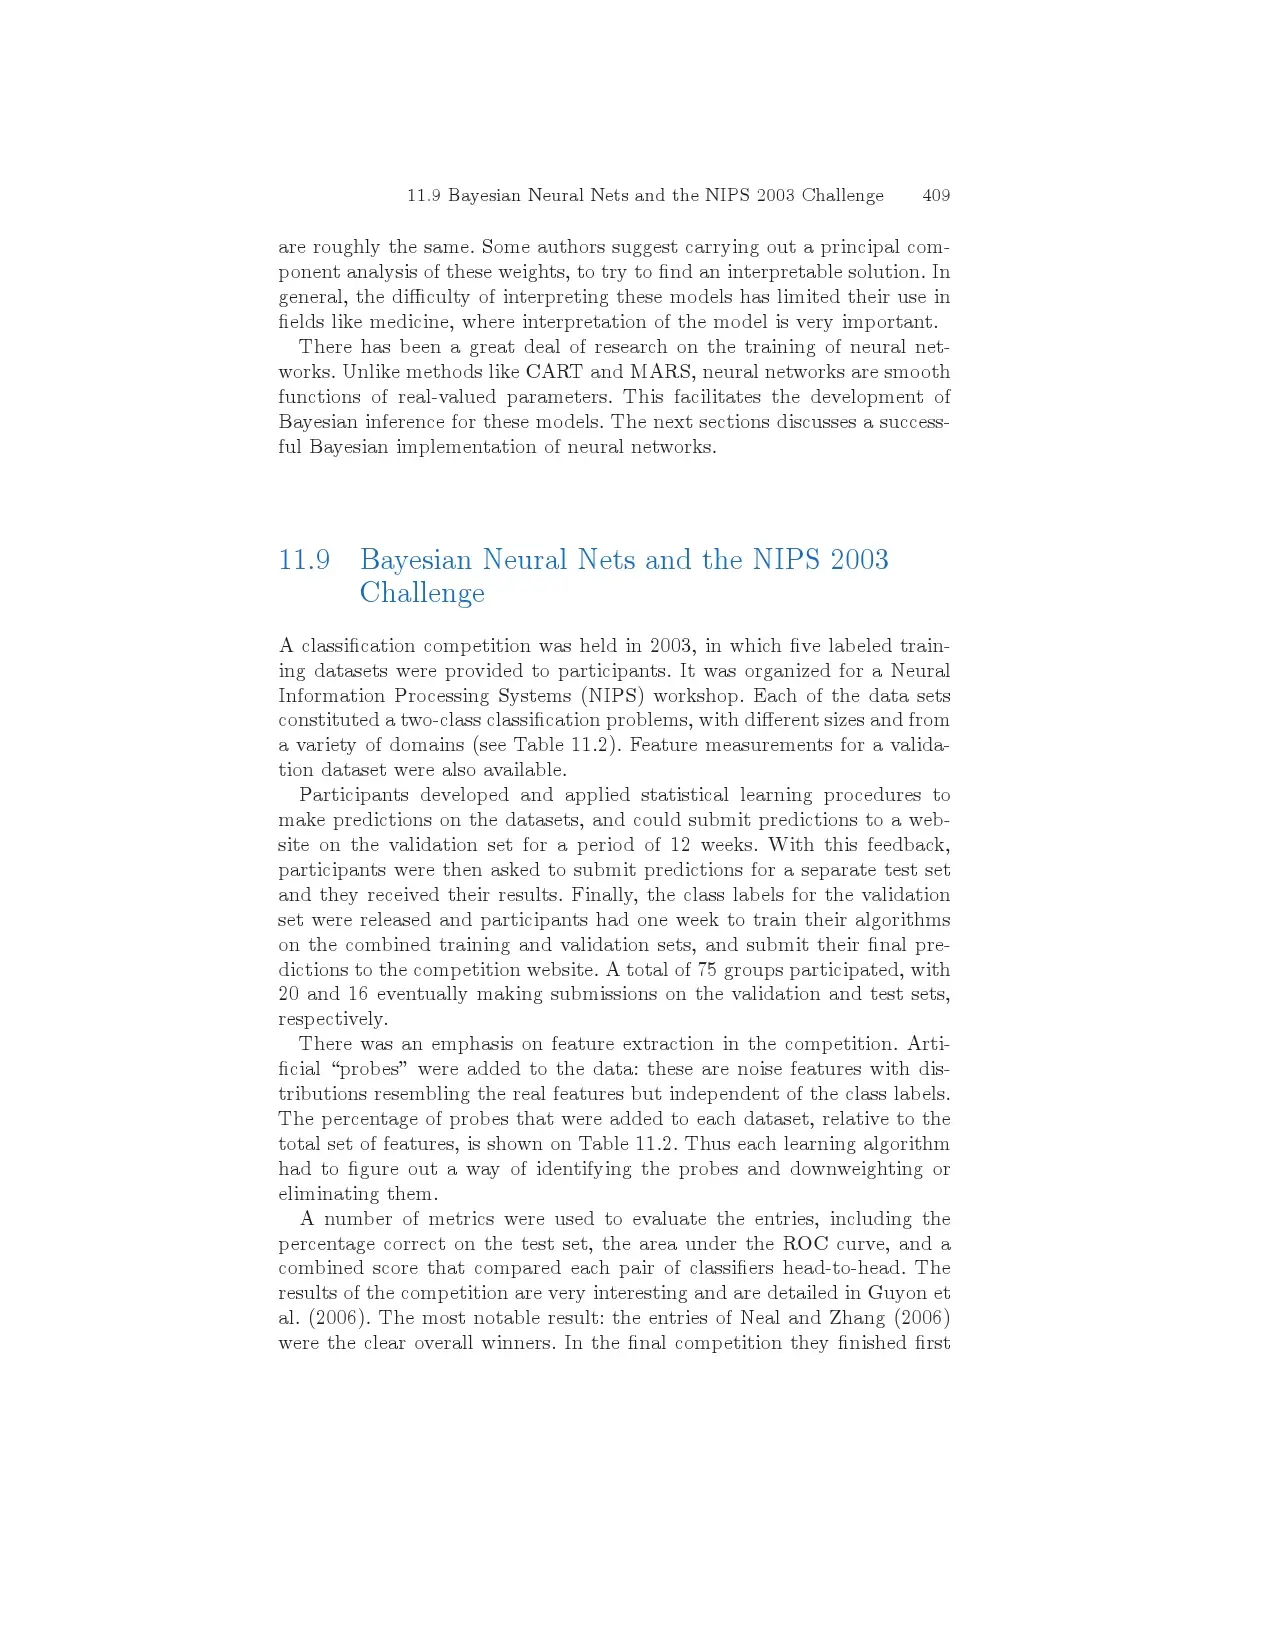 11.9 Bayesian Neural Nets and the NIPS 2003 Challenge 409
are roughly the same. Some authors suggest carrying out a principal com-
ponent analysis of these weights, to try to find an interpretable solution. In
general, the difficulty of interpreting these models has limited their use in
fields like medicine, where interpretation of the model is very important.
There has been a great deal of research on the training of neural net-
works. Unlike methods like CART and MARS, neural networks are smooth
functions of real-valued parameters. This facilitates the development of
Bayesian inference for these models. The next sections discusses a success-
ful Bayesian implementation of neural networks.
11.9 Bayesian Neural Nets and the NIPS 2003
Challenge
A classification competition was held in 2003, in which five labeled train-
ing datasets were provided to participants. It was organized for a Neural
Information Processing Systems (NIPS) workshop. Each of the data sets
constituted a two-class classification problems, with different sizes and from
a variety of domains (see Table 11.2). Feature measurements for a valida-
tion dataset were also available.
Participants developed and applied statistical learning procedures to
make predictions on the datasets, and could submit predictions to a web-
site on the validation set for a period of 12 weeks. With this feedback,
participants were then asked to submit predictions for a separate test set
and they received their results. Finally, the class labels for the validation
set were released and participants had one week to train their algorithms
on the combined training and validation sets, and submit their final pre-
dictions to the competition website. A total of 75 groups participated, with
20 and 16 eventually making submissions on the validation and test sets,
respectively.
There was an emphasis on feature extraction in the competition. Arti-
ficial “probes” were added to the data: these are noise features with dis-
tributions resembling the real features but independent of the class labels.
The percentage of probes that were added to each dataset, relative to the
total set of features, is shown on Table 11.2. Thus each learning algorithm
had to figure out a way of identifying the probes and downweighting or
eliminating them.
A number of metrics were used to evaluate the entries, including the
percentage correct on the test set, the area under the ROC curve, and a
combined score that compared each pair of classifiers head-to-head. The
results of the competition are very interesting and are detailed in Guyon et
al. (2006). The most notable result: the entries of Neal and Zhang (2006)
were the clear overall winners. In the final competition they finished first